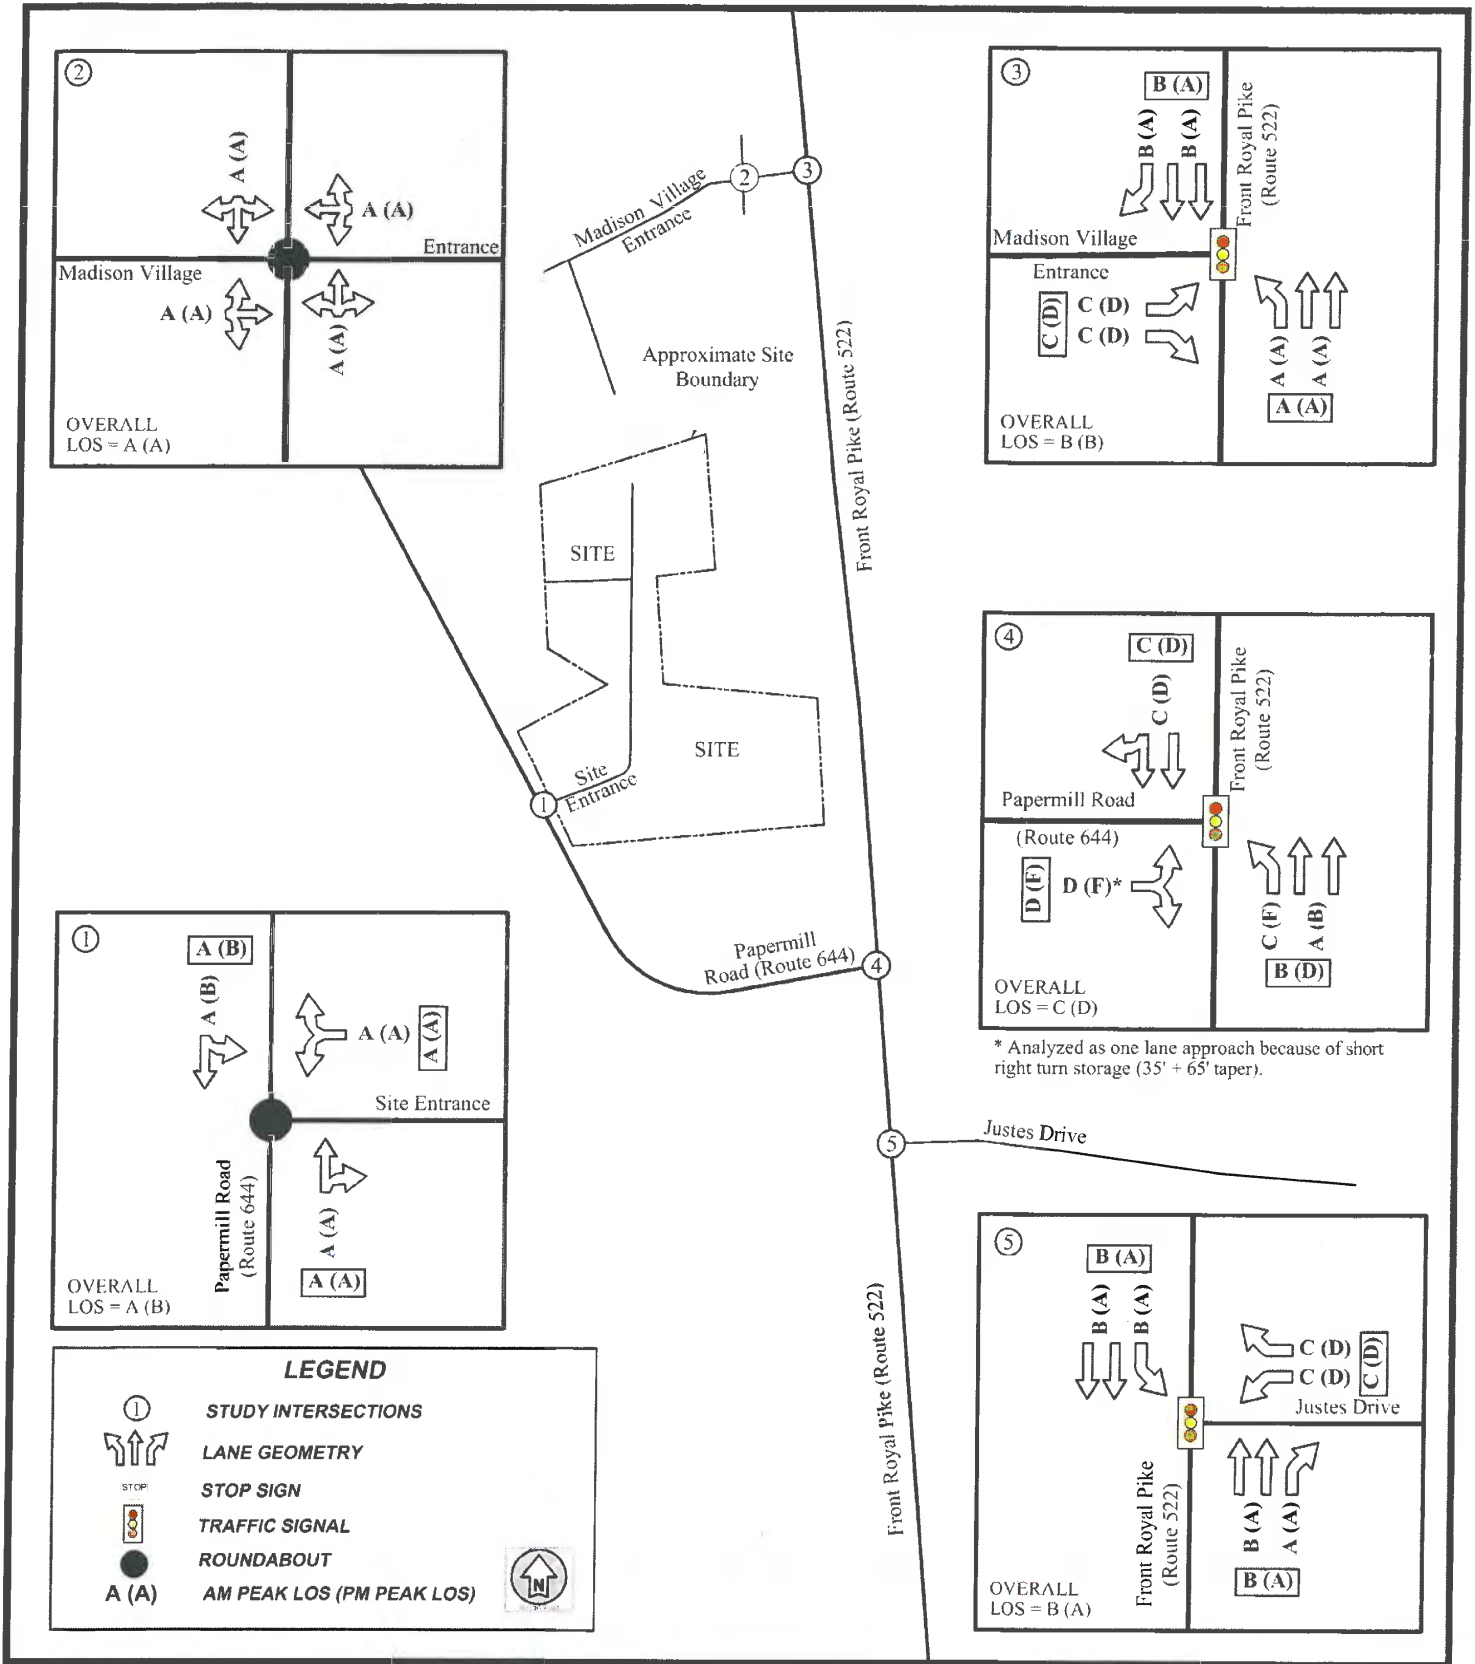 2
A (A)
A (A)
Entrance
Madison Village
A (A)
A (A)
OVERALL
LOS = A (A)
3
B (A)
B (A)
B (A)
Front Royal Pike
(Route 522)
Madison Village
Entrance
C (D)
C (D)
C (D)
A (A)
A (A)
A (A)
OVERALL
LOS = B (B)
2
3
Madison Village
Entrance
Approximate Site
Boundary
Front Royal Pike (Route 522)
SITE
SITE
Site
Entrance
1
Papermill
Road (Route 644)
4
4
C (D)
C (D)
Front Royal Pike
(Route 522)
Papermill Road
(Route 644)
D (F)
D (F)*
C (F)
A (B)
B (D)
OVERALL
LOS = C (D)
* Analyzed as one lane approach because of short
right turn storage (35' + 65' taper).
1
A (B)
A (B)
A (A)
A (A)
Site Entrance
Papermill Road
(Route 644)
A (A)
A (A)
OVERALL
LOS = A (B)
5
Justes Drive
Front Royal Pike (Route 522)
5
B (A)
B (A)
B (A)
C (D)
C (D)
C (D)
Justes Drive
Front Royal Pike
(Route 522)
B (A)
A (A)
B (A)
OVERALL
LOS = B (A)
LEGEND
1 STUDY INTERSECTIONS
LANE GEOMETRY
STOP STOP SIGN
TRAFFIC SIGNAL
ROUNDABOUT
A (A) AM PEAK LOS (PM PEAK LOS)
N